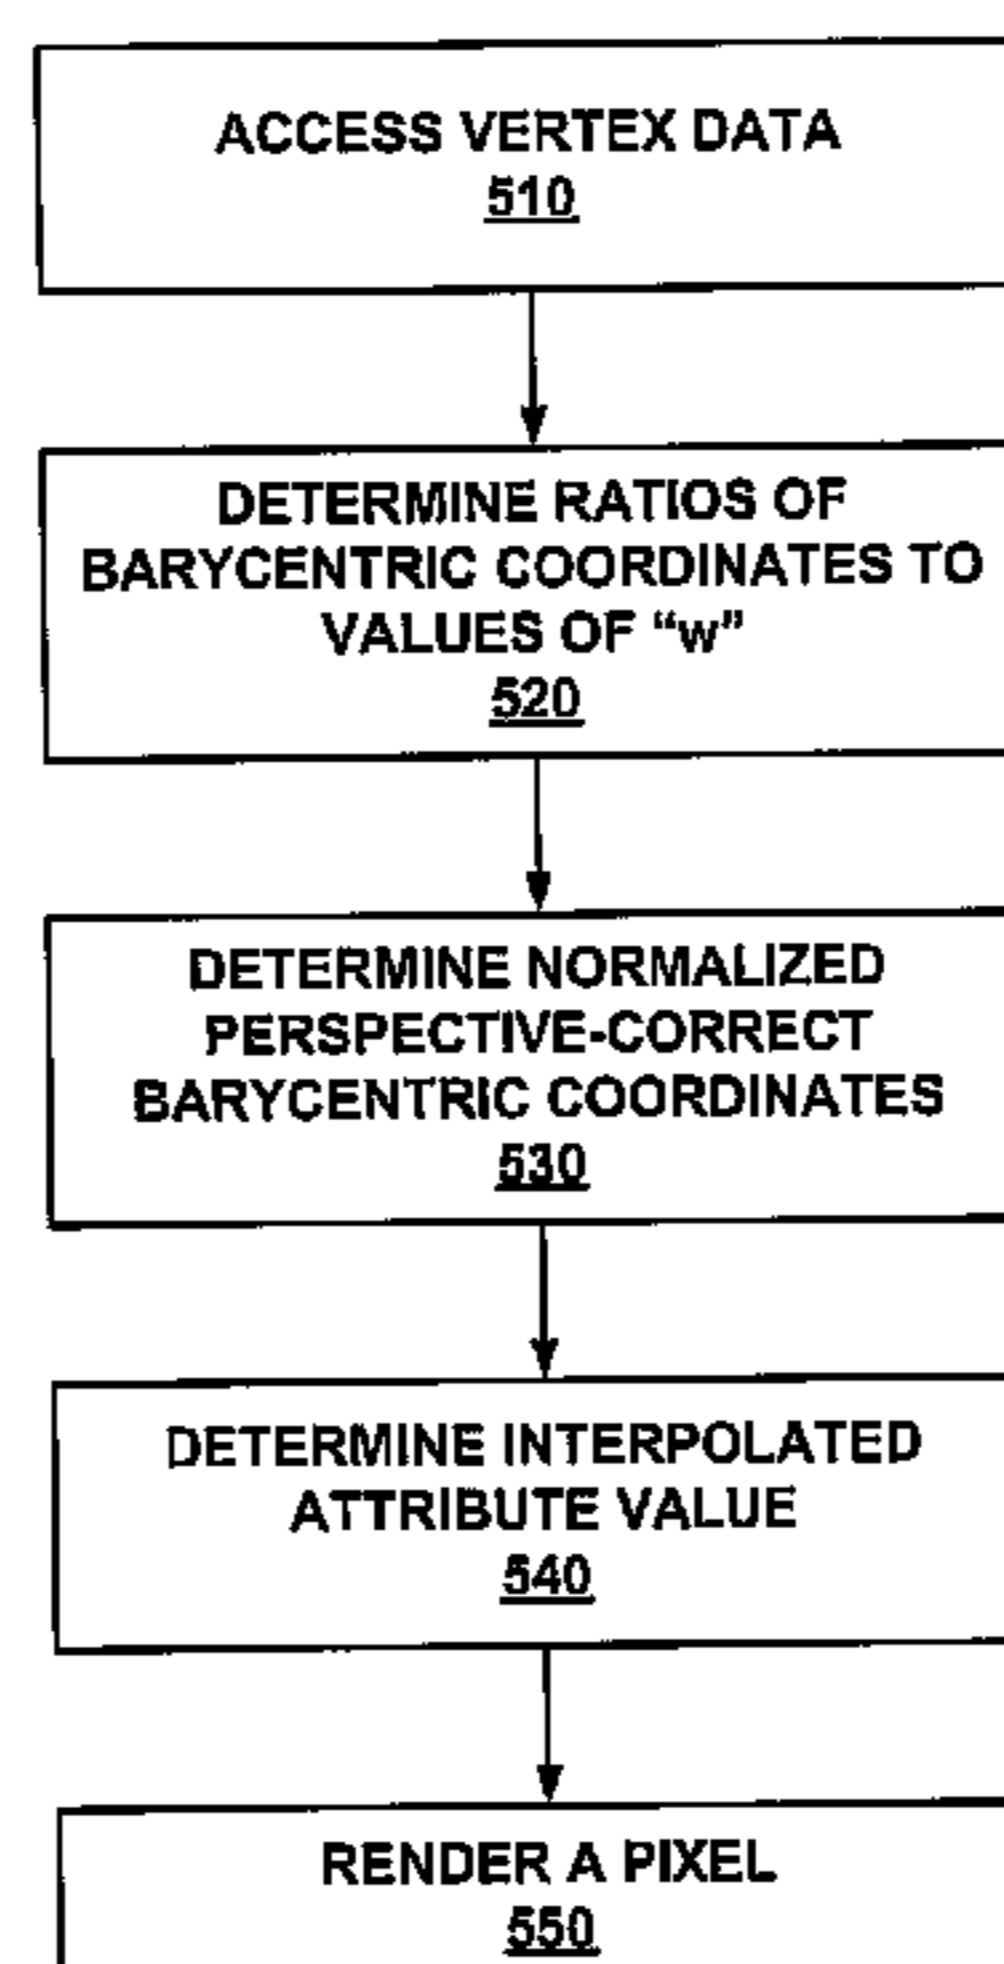 ACCESS VERTEX DATA
510
DETERMINE RATIOS OF
BARYCENTRIC COORDINATES TO
VALUES OF “w”
520
DETERMINE NORMALIZED
PERSPECTIVE-CORRECT
BARYCENTRIC COORDINATES
530
DETERMINE INTERPOLATED
ATTRIBUTE VALUE
540
RENDER A PIXEL
550